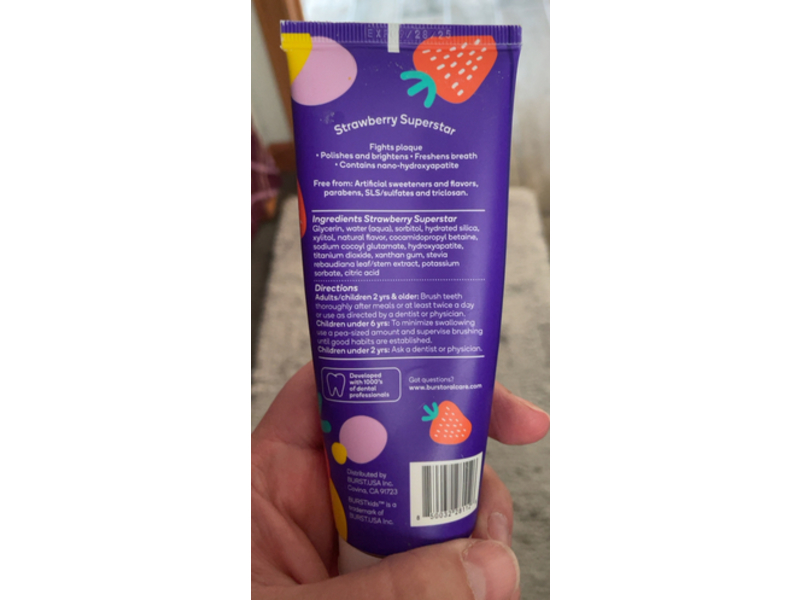 Strawberry Superstar
Fights plaque
• Polishes and brightens • Freshens breath
• Contains nano-hydroxyapatite
Free from: Artificial sweeteners and flavors,
parabens, SLS/sulfates and triclosan.
Ingredients Strawberry Superstar
Glycerin, water (aqua), sorbitol, hydrated silica,
xylitol, natural flavor, cocamidopropyl betaine,
sodium cocoyl glutamate, hydroxyapatite,
titanium dioxide, xanthan gum, stevia
rebaudiana leaf/stem extract, potassium
sorbate, citric acid
Directions
Adults/children 2 yrs & older: Brush teeth
thoroughly after meals or at least twice a day
or use as directed by a dentist or physician.
Children under 6 yrs: To minimize swallowing
use a pea-sized amount and supervise brushing
until good habits are established.
Children under 2 yrs: Ask a dentist or physician.
Developed
with 1000's
of dental
professionals
Got questions?
www.burstoralcare.com
Distributed by
BURST.USA Inc.
Covina, CA 91723
BURSTkids™ is a
trademark of
BURST.USA Inc.